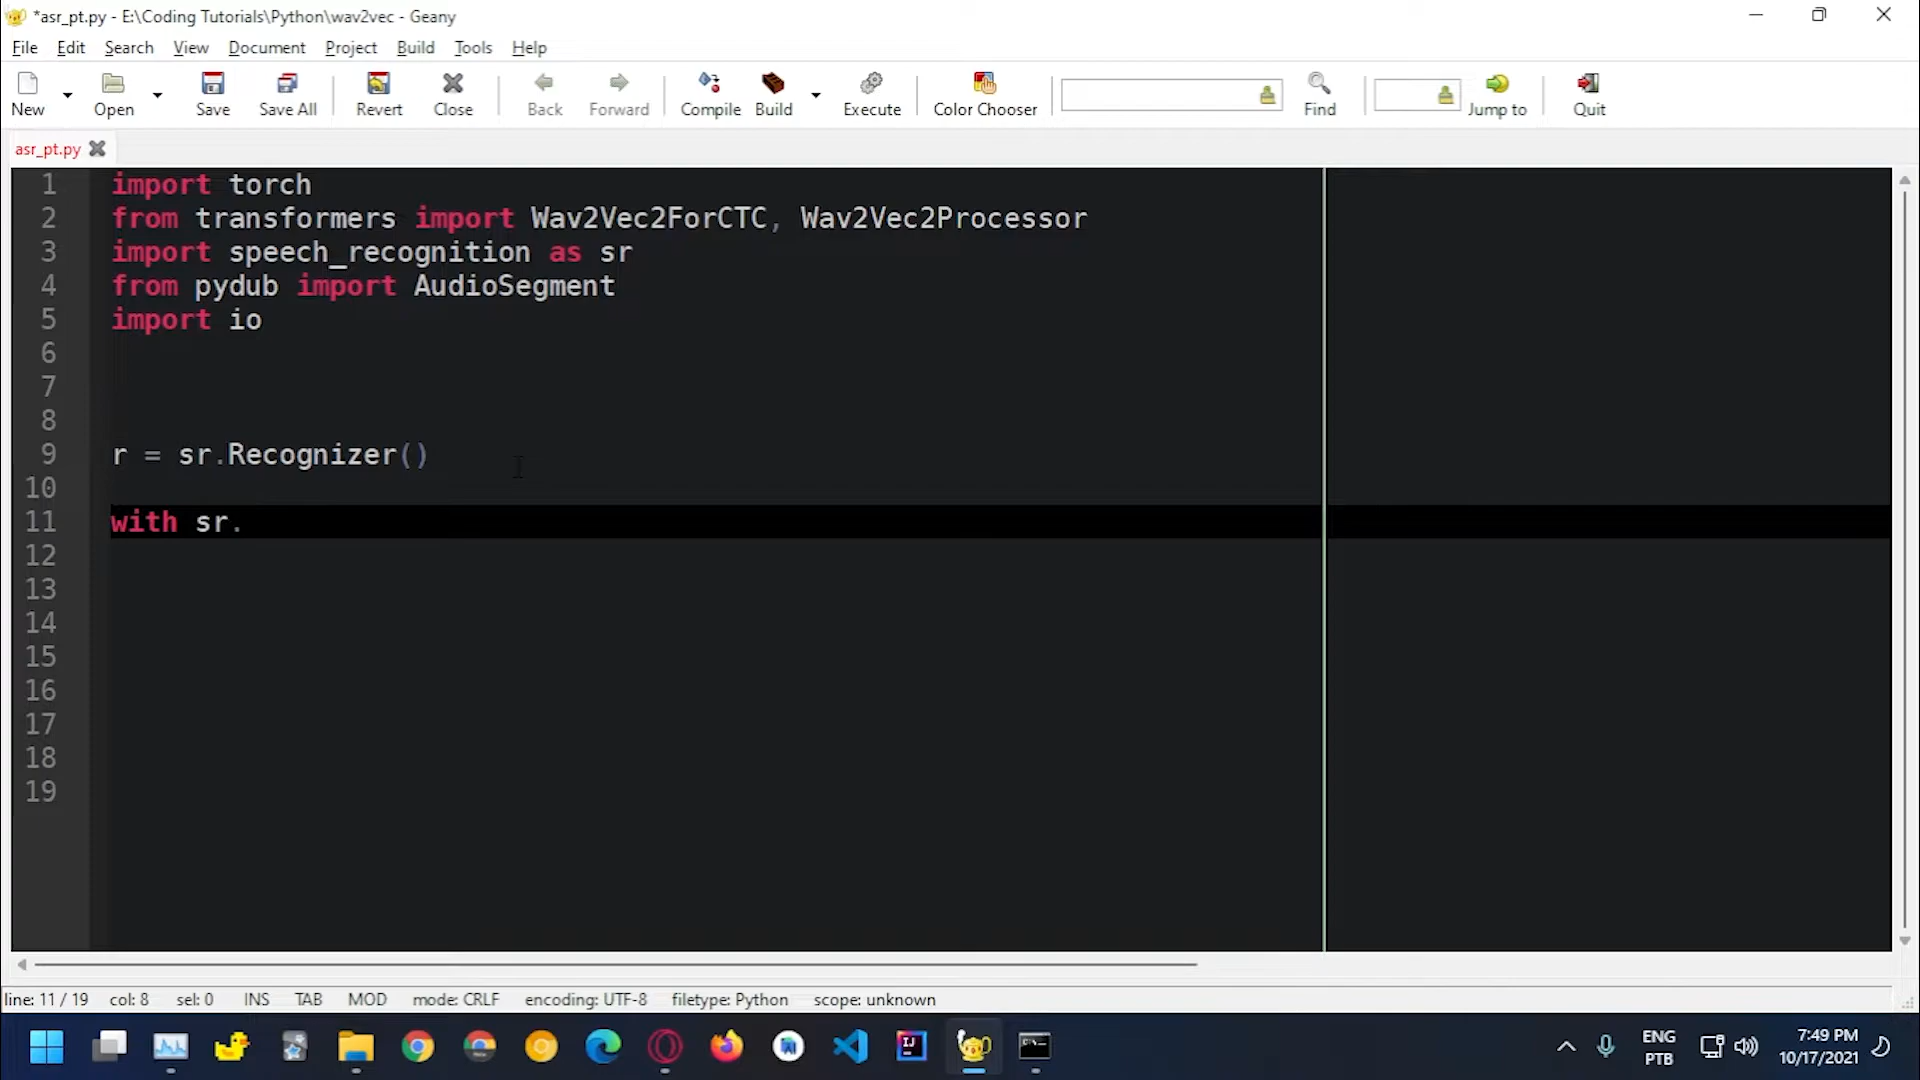 *asr_pt.py - E:\Coding Tutorials\Python\wav2vec - Geany
File Edit Search View Document Project Build Tools Help
New Open Save Save All Revert Close Back Forward Compile Build Execute Color Chooser Find Jump to Quit
asr_pt.py
1 import torch
2 from transformers import Wav2Vec2ForCTC, Wav2Vec2Processor
3 import speech_recognition as sr
4 from pydub import AudioSegment
5 import io
6
7
8
9 r = sr.Recognizer()
10
11 with sr.
12
13
14
15
16
17
18
19
line: 11 / 19 col: 8 sel: 0 INS TAB MOD mode: CRLF encoding: UTF-8 filetype: Python scope: unknown
ENG 7:49 PM
PTB 10/17/2021